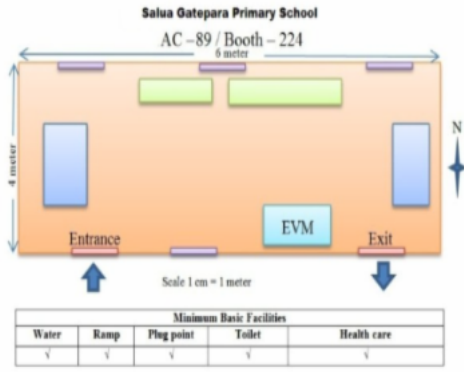 Salua Gatepara Primary School
AC –89 / Booth – 224
6 meter
4 meter
N
EVM
Entrance
Exit
Scale 1 cm = 1 meter
Minimum Basic Facilities
Water Ramp Plug point Toilet Health care
√ √ √ √ √